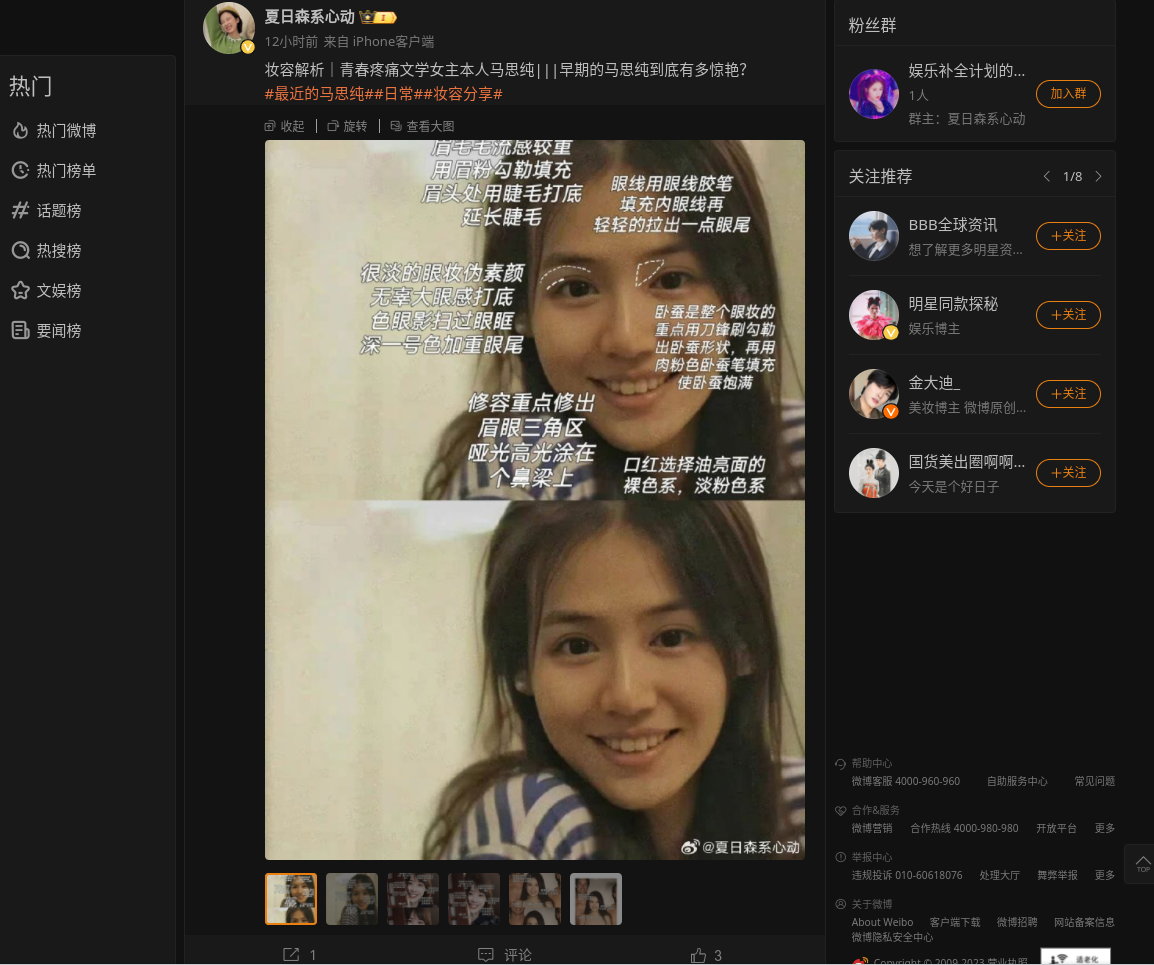 热门
热门微博
热门榜单
话题榜
热搜榜
文娱榜
要闻榜
夏日森系心动
12小时前 来自 iPhone客户端
妆容解析｜青春疼痛文学女主本人马思纯|||早期的马思纯到底有多惊艳?
#最近的马思纯##日常##妆容分享#
收起
旋转
查看大图
眉毛毛流感较重
用眉粉勾勒填充
眉头处用睫毛打底
延长睫毛
眼线用眼线胶笔
填充内眼线再
轻轻的拉出一点眼尾
很淡的眼妆伪素颜
无辜大眼感打底
色眼影扫过眼眶
深一号色加重眼尾
卧蚕是整个眼妆的
重点用刀锋刷勾勒
出卧蚕形状，再用
肉粉色卧蚕笔填充
使卧蚕饱满
修容重点修出
眉眼三角区
哑光高光涂在
个鼻梁上
口红选择油亮面的
裸色系，淡粉色系
@夏日森系心动
1
评论
3
粉丝群
娱乐补全计划的...
1人
群主：夏日森系心动
加入群
关注推荐
1/8
BBB全球资讯
想了解更多明星资...
+关注
明星同款探秘
娱乐博主
+关注
金大迪_
美妆博主 微博原创...
+关注
国货美出圈啊啊...
今天是个好日子
+关注
帮助中心
微博客服 4000-960-960 自助服务中心 常见问题
合作&服务
微博营销 合作热线 4000-980-980 开放平台 更多
举报中心
违规投诉 010-60618076 处理大厅 舞弊举报 更多
关于微博
About Weibo 客户端下载 微博招聘 网站备案信息
微博隐私安全中心
Copyright © 2009-2023 营业执照
适老化
TOP